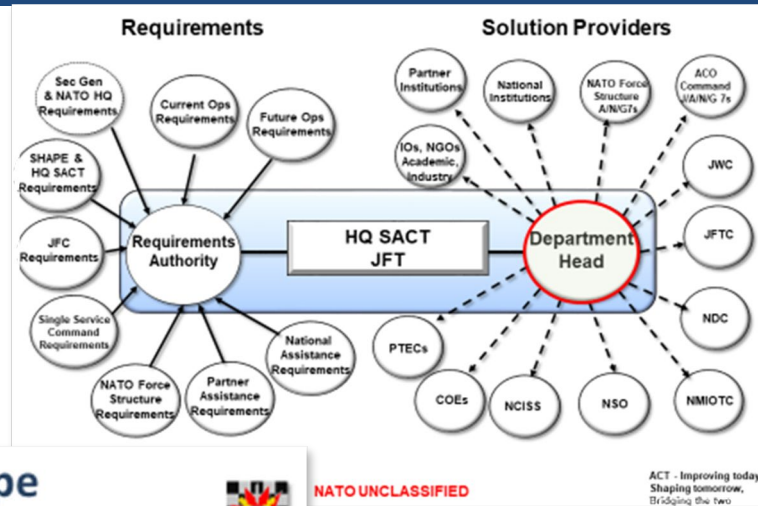 Requirements
Solution Providers
Sec Gen
& NATO HQ
Requirements
Current Ops
Requirements
Future Ops
Requirements
SHAPE &
HQ SACT
Requirements
JFC
Requirements
Single Service
Command
Requirements
NATO Force
Structure
Requirements
Partner
Assistance
Requirements
National
Assistance
Requirements
Requirements
Authority
HQ SACT
JFT
Department
Head
Partner
Institutions
National
Institutions
NATO Force
Structure
A/N/G7s
ACO
Command
J/A/N/G 7s
IOs, NGOs
Academic,
Industry
JWC
JFTC
NDC
NMIOTC
NSO
NCISS
COEs
PTECs
pe
NATO UNCLASSIFIED
ACT - Improving today,
Shaping tomorrow,
Bridging the two